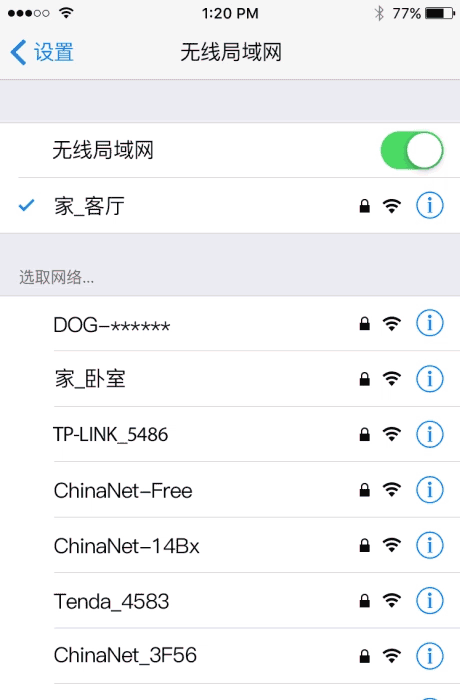 1:20 PM 77%
设置 无线局域网
无线局域网
家_客厅
选取网络...
DOG-******
家_卧室
TP-LINK_5486
ChinaNet-Free
ChinaNet-14Bx
Tenda_4583
ChinaNet_3F56